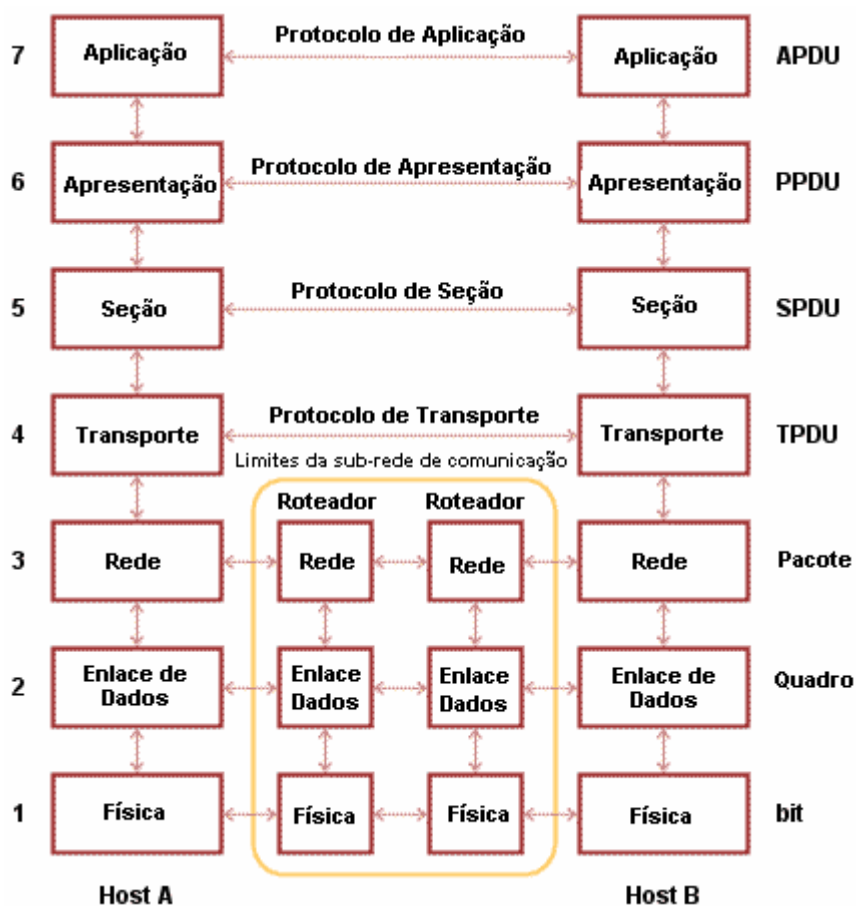 7 Aplicação Protocolo de Aplicação Aplicação APDU
6 Apresentação Protocolo de Apresentação Apresentação PPDU
5 Seção Protocolo de Seção Seção SPDU
4 Transporte Protocolo de Transporte Transporte TPDU
Limites da sub-rede de comunicação
Roteador Roteador
3 Rede Rede Rede Rede Pacote
2 Enlace de Dados Enlace Dados Enlace Dados Enlace de Dados Quadro
1 Física Física Física Física bit
Host A Host B